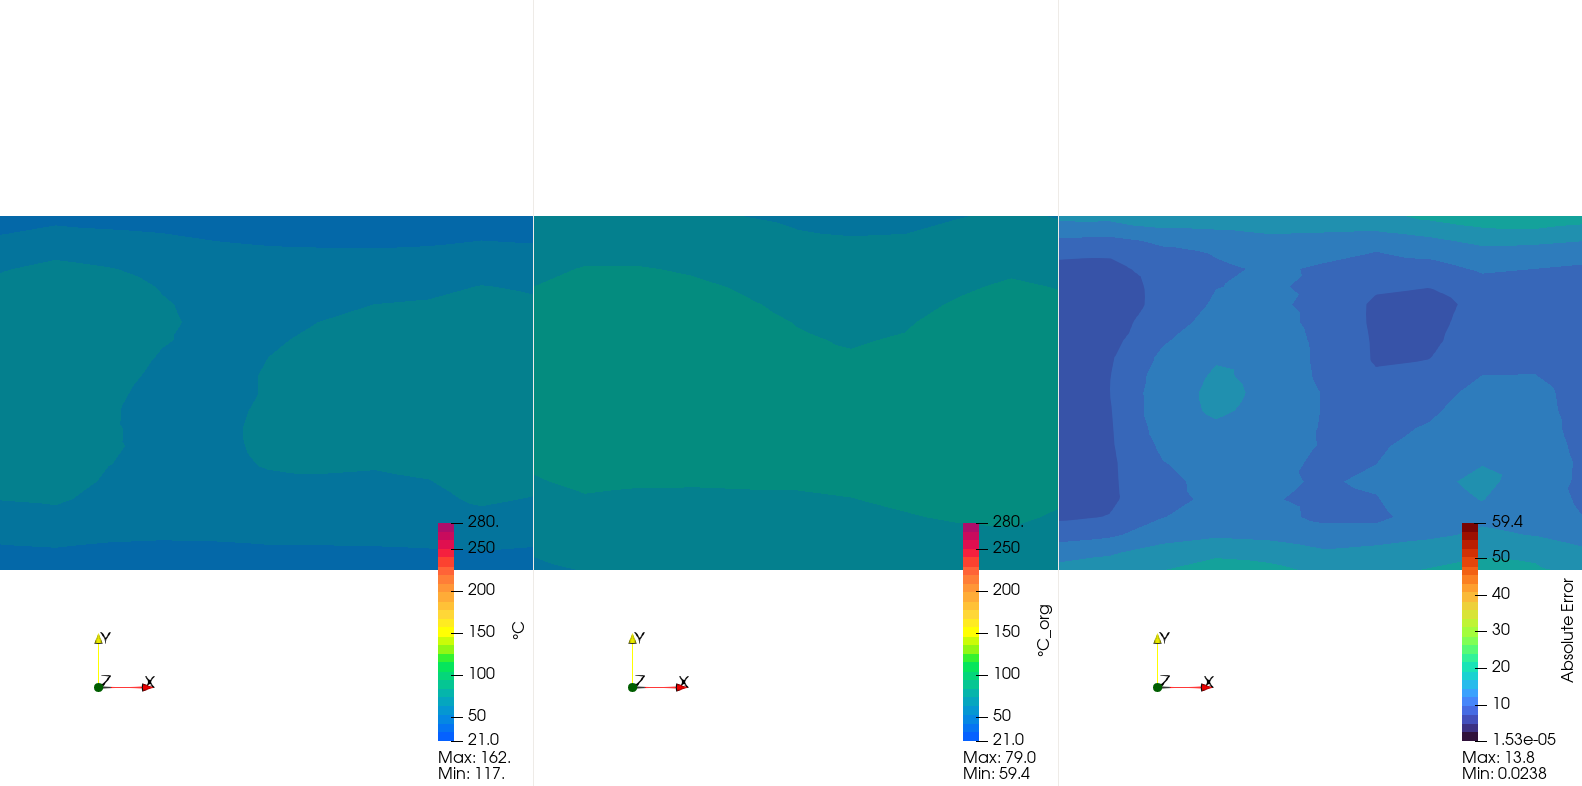 280.
250
200
150
100
50
21.0
°C
Max: 162.
Min: 117.
Y
Z
X
280.
250
200
150
100
50
21.0
°C_org
Max: 79.0
Min: 59.4
Y
Z
X
59.4
50
40
30
20
10
1.53e-05
Absolute Error
Max: 13.8
Min: 0.0238
Y
Z
X